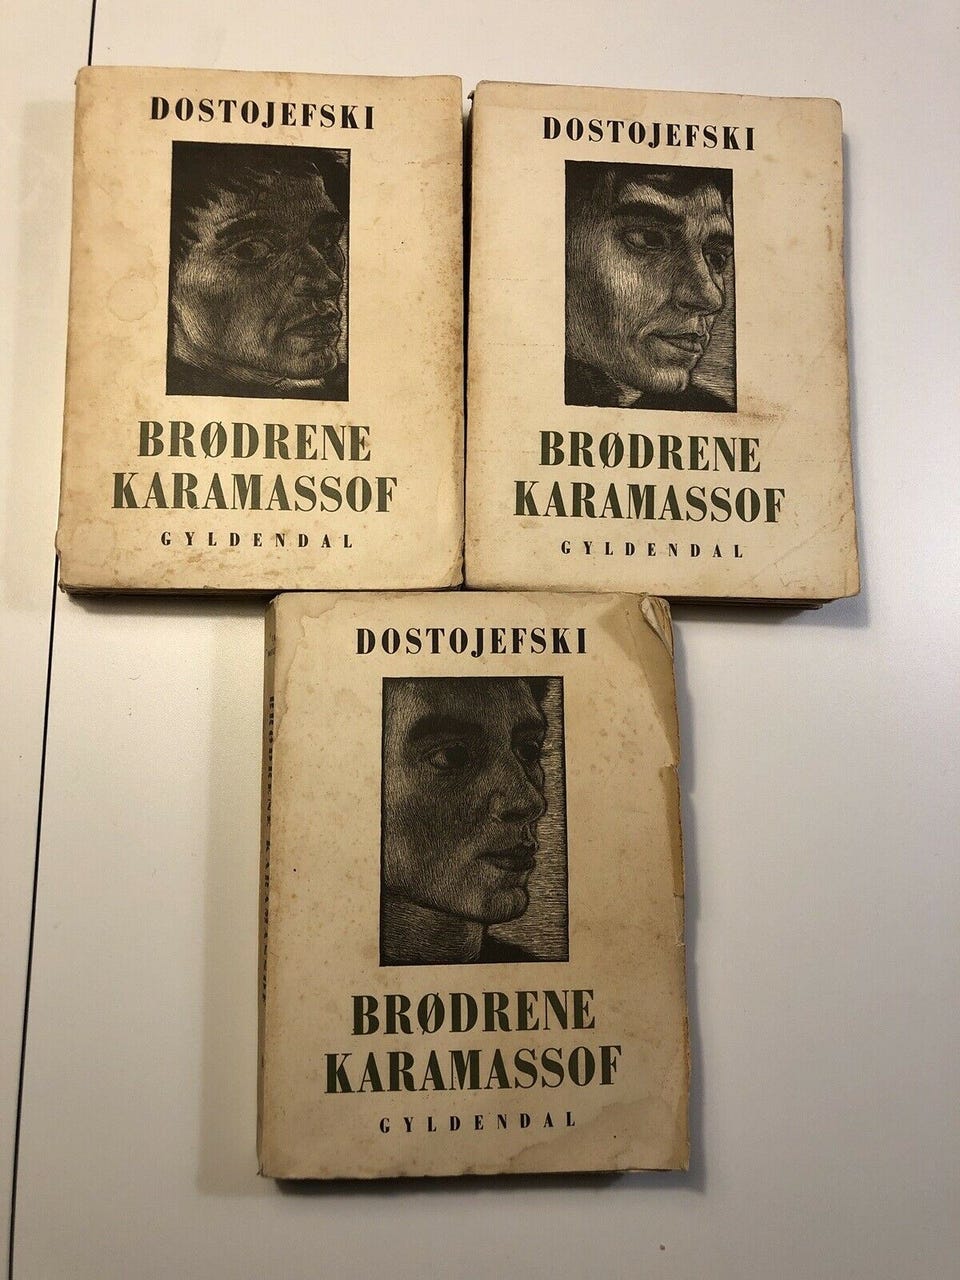 DOSTOJEFSKI
BRØDRENE
KARAMASSOF
GYLDENDAL
DOSTOJEFSKI
BRØDRENE
KARAMASSOF
GYLDENDAL
DOSTOJEFSKI
BRØDRENE
KARAMASSOF
GYLDENDAL